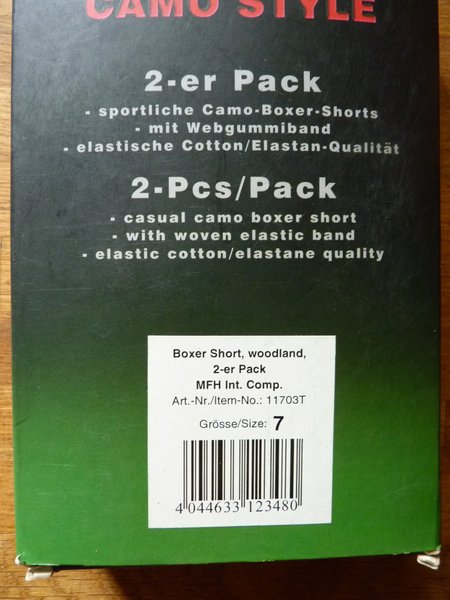 CAMO STYLE
2-er Pack
- sportliche Camo-Boxer-Shorts
- mit Webgummiband
- elastische Cotton/Elastan-Qualität
2-Pcs/Pack
- casual camo boxer short
- with woven elastic band
- elastic cotton/elastane quality
Boxer Short, woodland,
2-er Pack
MFH Int. Comp.
Art.-Nr./Item-No.: 11703T
Grösse/Size: 7
4 044633 123480